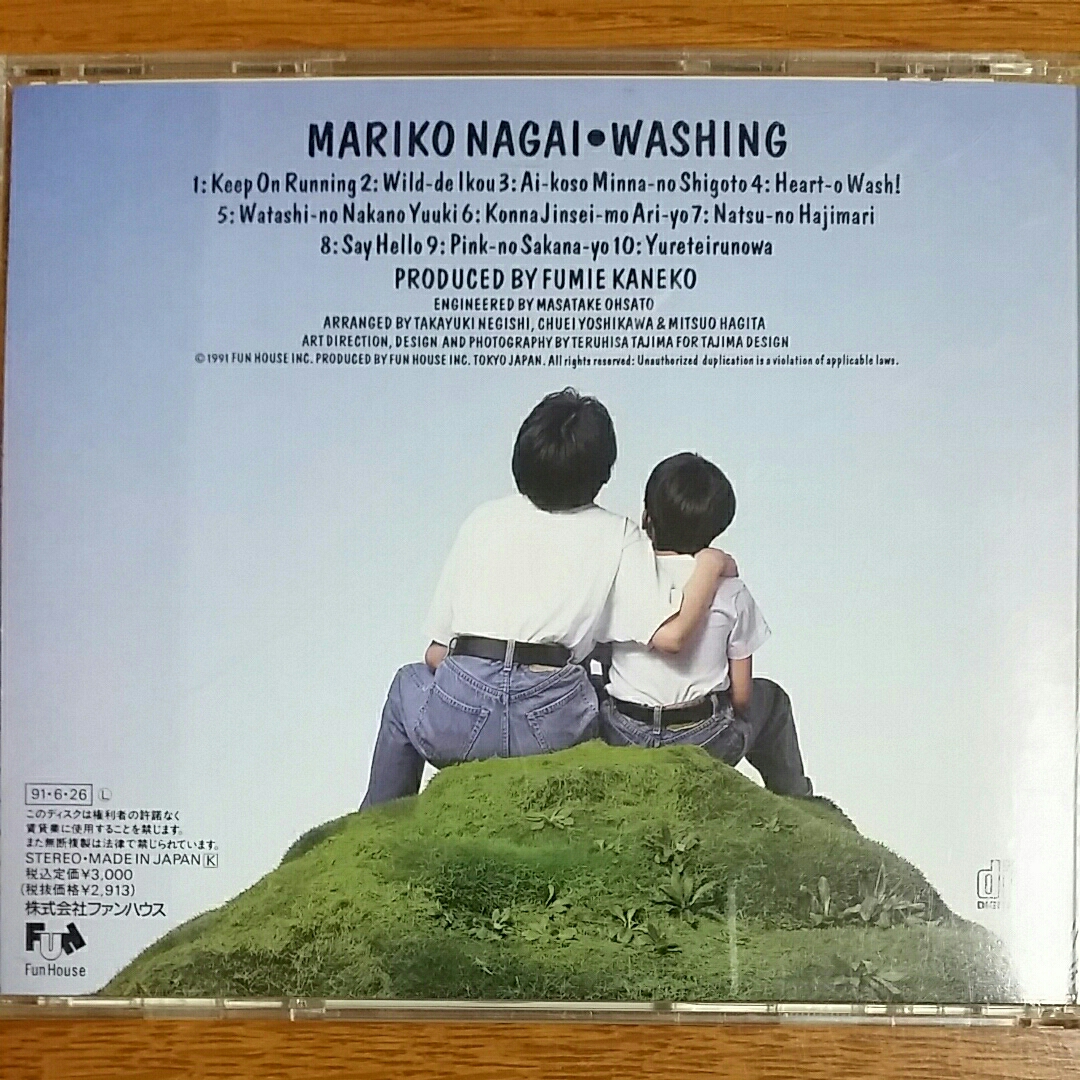 MARIKO NAGAI•WASHING
1: Keep On Running 2: Wild-de Ikou 3: Ai-koso Minna-no Shigoto 4: Heart-o Wash!
5: Watashi-no Nakano Yuuki 6: Konna Jinsei-mo Ari-yo 7: Natsu-no Hajimari
8: Say Hello 9: Pink-no Sakana-yo 10: Yureteirunowa
PRODUCED BY FUMIE KANEKO
ENGINEERED BY MASATAKE OHSATO
ARRANGED BY TAKAYUKI NEGISHI, CHUEI YOSHIKAWA & MITSUO HAGITA
ART DIRECTION, DESIGN AND PHOTOGRAPHY BY TERUHISA TAJIMA FOR TAJIMA DESIGN
© 1991 FUN HOUSE INC. PRODUCED BY FUN HOUSE INC. TOKYO JAPAN. All rights reserved: Unauthorized duplication is a violation of applicable laws.
91・6・26 Ⓛ
このディスクは権利者の許諾なく
賃貸業に使用することを禁じます。
また無断複製は法律で禁じられています。
STEREO・MADE IN JAPAN K
税込定価¥3,000
(税抜価格¥2,913)
株式会社ファンハウス
FUN
Fun House